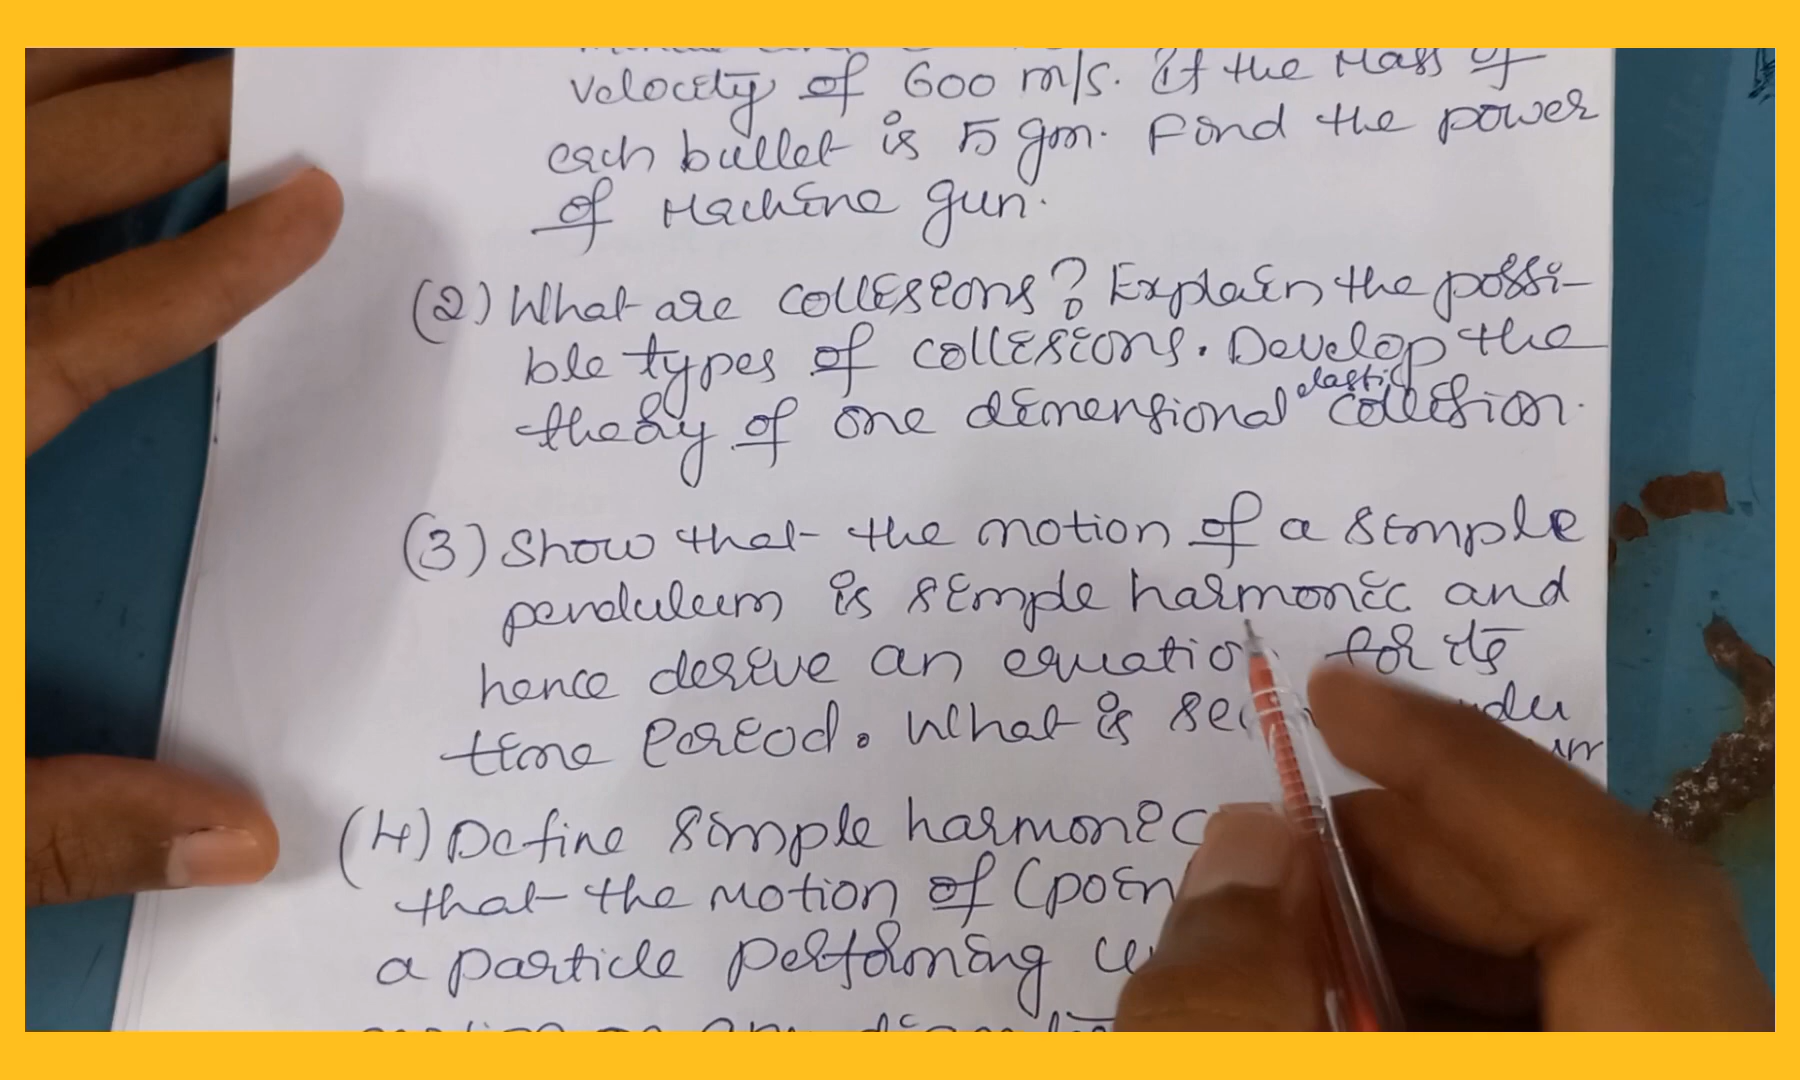 velocity of 600 m/s. If the Mass of
each bullet is 5 gm. Find the power
of Machine gun.
(2) What are collisions? Explain the possi-
ble types of collisions. Develop the
theory of one dimensional elastic collision.
(3) Show that the motion of a simple
pendulum is simple harmonic and
hence derive an equation for its
time Period. What is
(4) Define simple harmonic
that the Motion of (
a particle performing